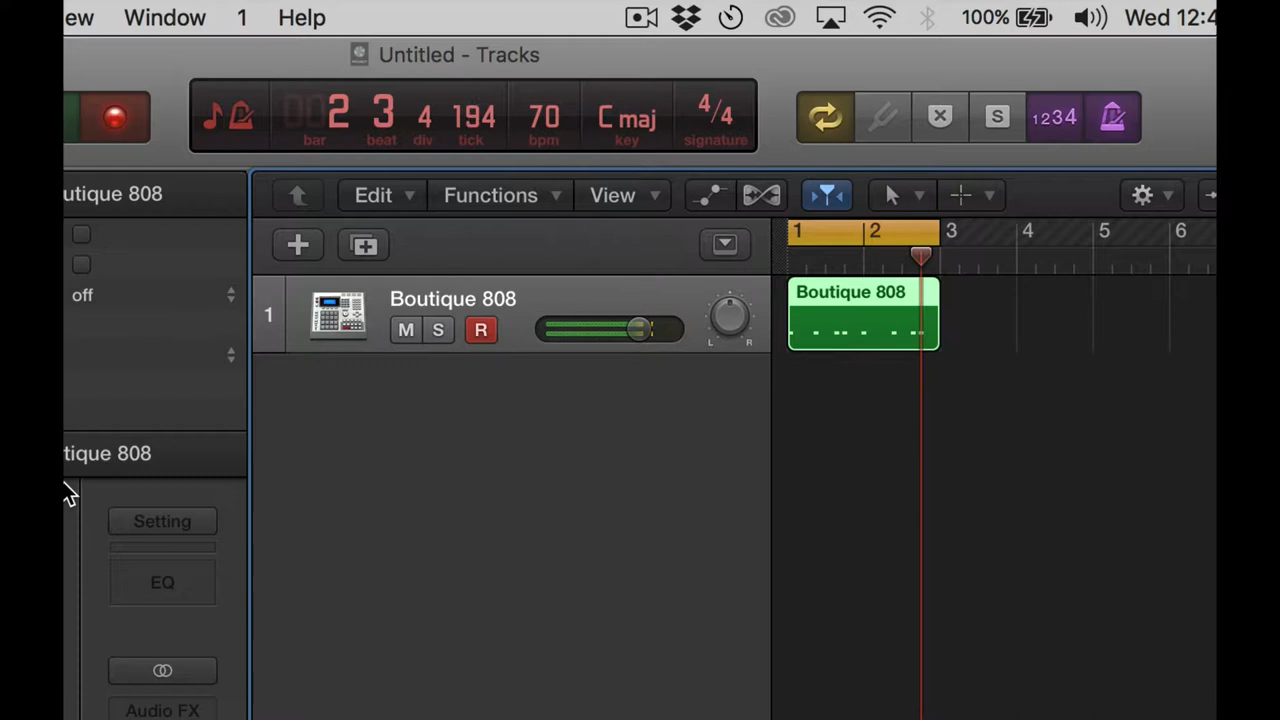 ew Window 1 Help 100% Wed 12:4
Untitled - Tracks
2 3 4 194 70 C maj 4/4
bar beat div tick bpm key signature
S 1234
outique 808
Edit Functions View
1 2 3 4 5 6
off
1
Boutique 808
M S R
L R
Boutique 808
tique 808
Setting
EQ
Audio FX